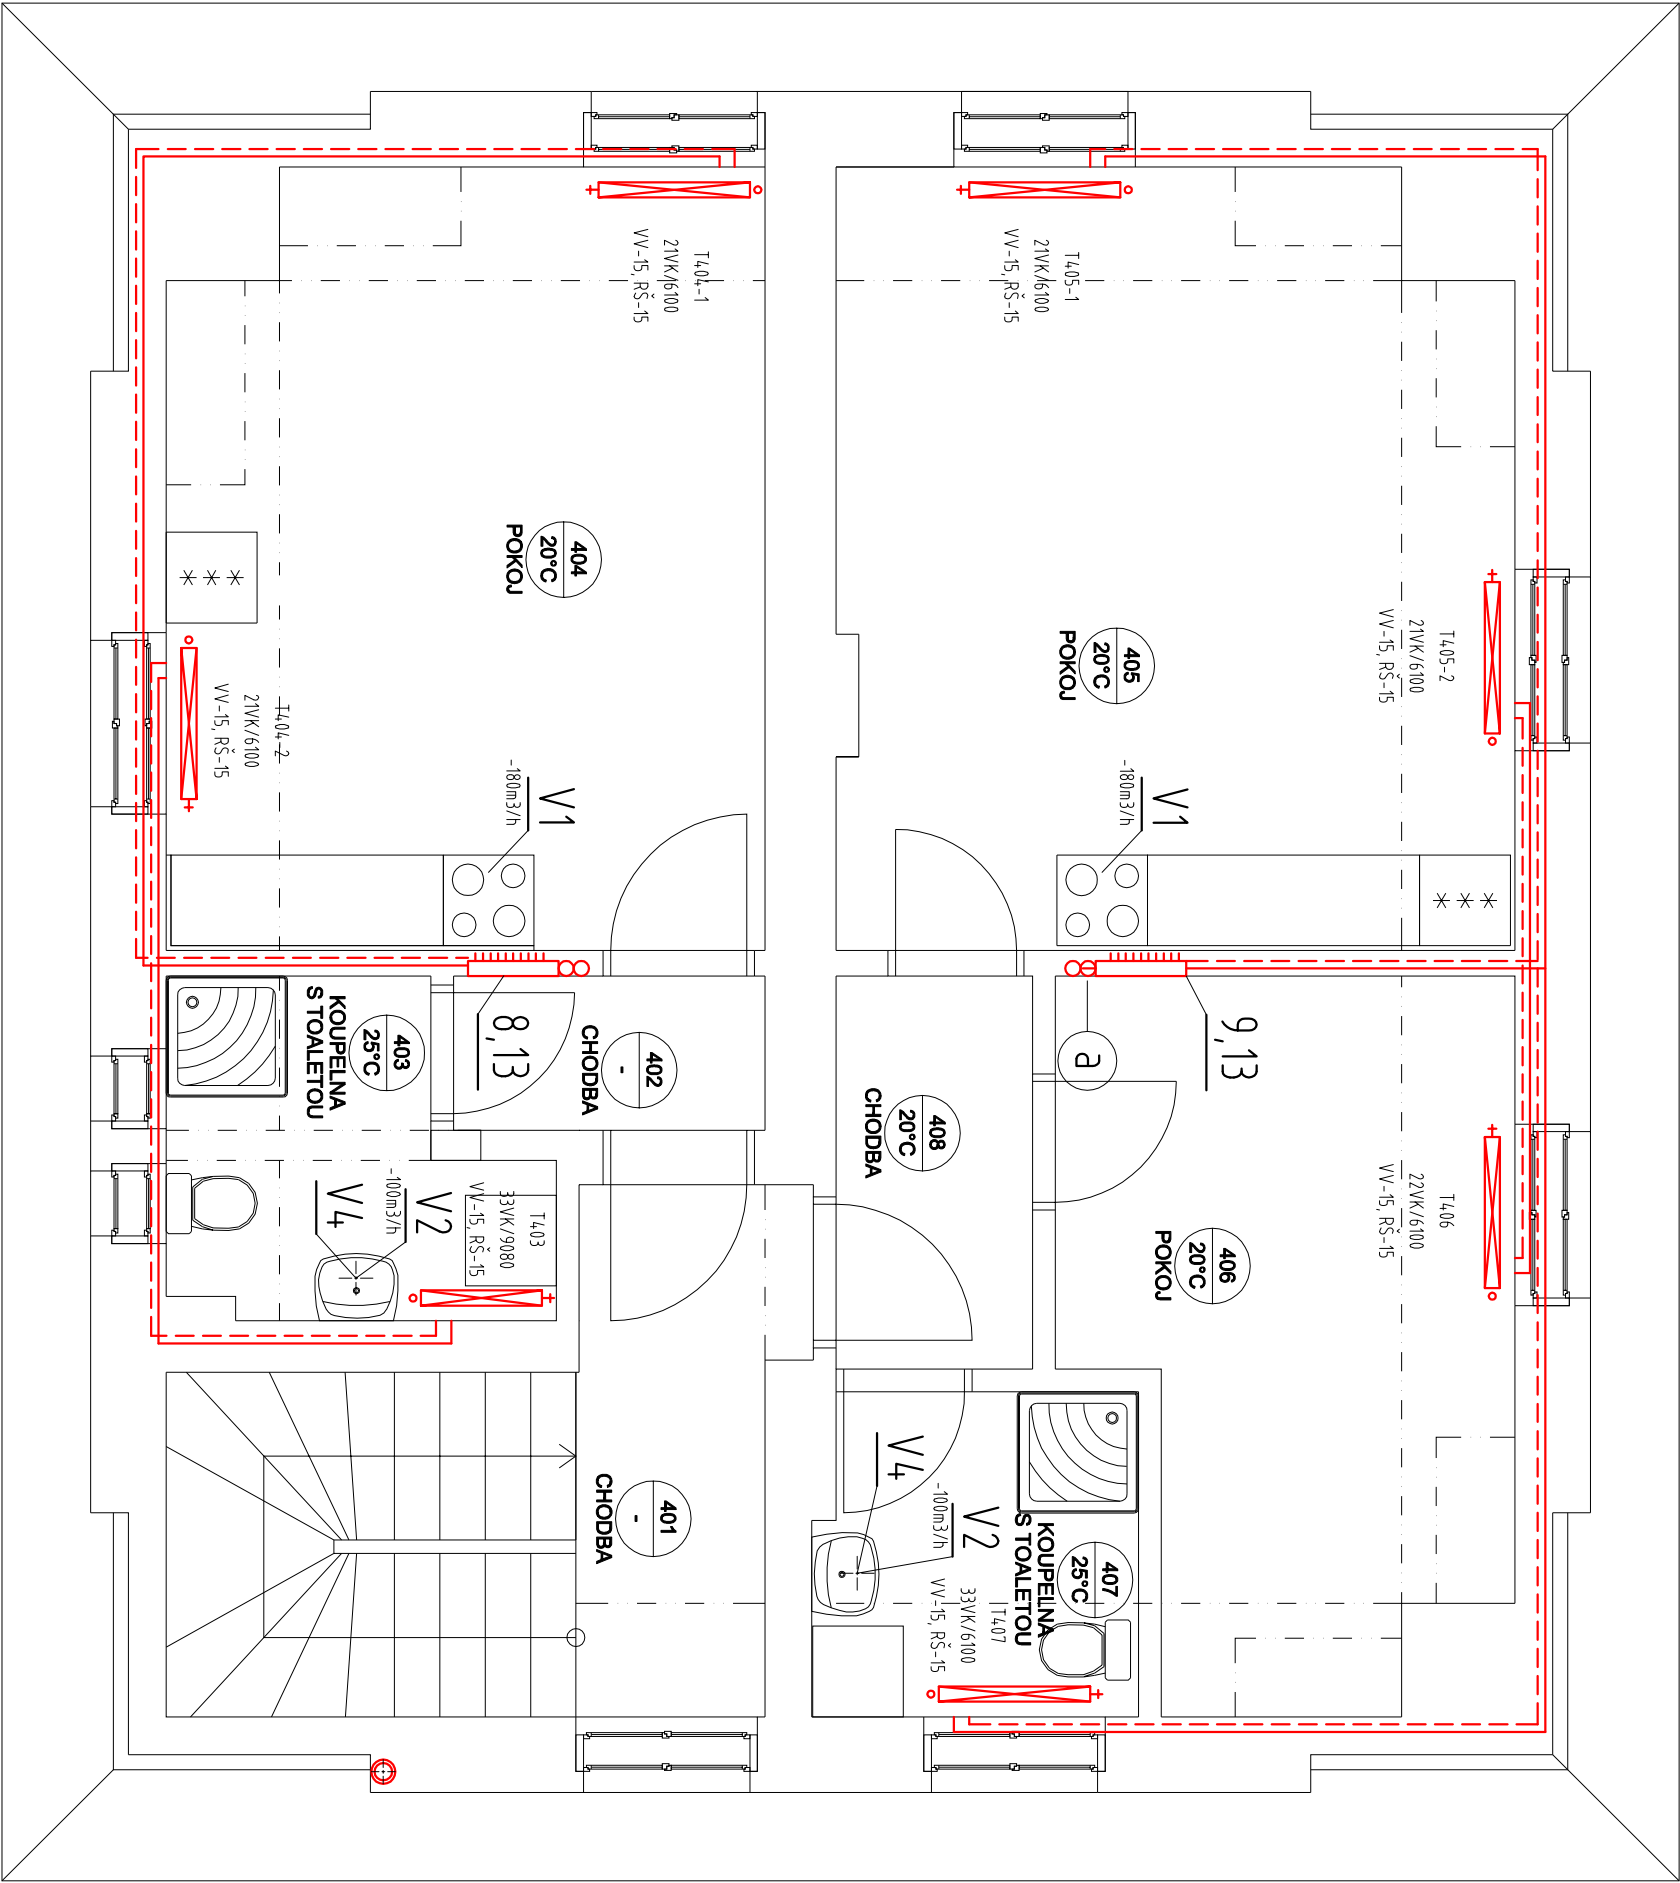 T404-1
21VK/6100
VV-15, RŠ-15
T405-1
21VK/6100
VV-15, RŠ-15
404
20°C
POKOJ
405
20°C
POKOJ
T405-2
21VK/6100
VV-15, RŠ-15
T404-2
21VK/6100
VV-15, RŠ-15
V1
-180m3/h
V1
-180m3/h
403
25°C
KOUPELNA
S TOALETOU
8,13
402
-
CHODBA
408
20°C
CHODBA
a
9,13
V4
V2
-100m3/h
T403
33VK/9080
VV-15, RŠ-15
406
20°C
POKOJ
T406
22VK/6100
VV-15, RŠ-15
401
-
CHODBA
V4
V2
-100m3/h
407
25°C
KOUPELNA
S TOALETOU
T407
33VK/6100
VV-15, RŠ-15